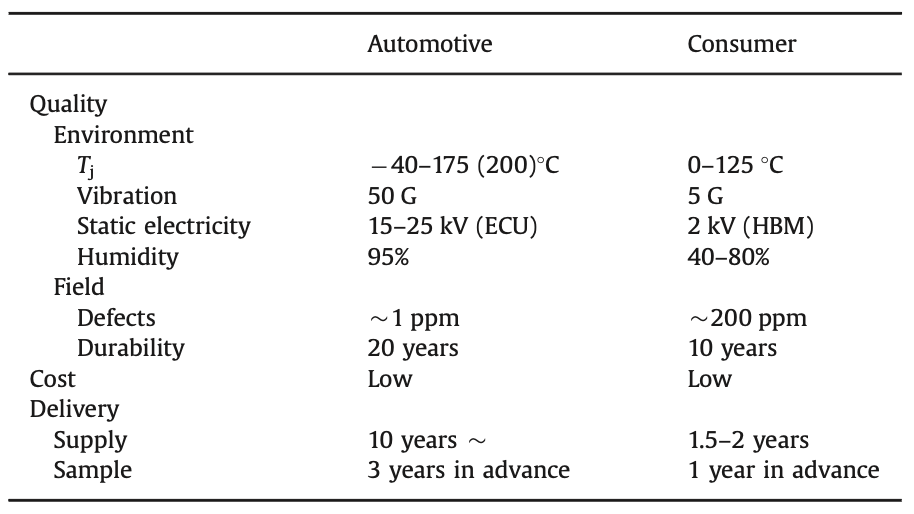 Automotive Consumer
Quality
Environment
Tj −40–175 (200)°C 0–125 °C
Vibration 50 G 5 G
Static electricity 15–25 kV (ECU) 2 kV (HBM)
Humidity 95% 40–80%
Field
Defects ∼1 ppm ∼200 ppm
Durability 20 years 10 years
Cost Low Low
Delivery
Supply 10 years ∼ 1.5–2 years
Sample 3 years in advance 1 year in advance